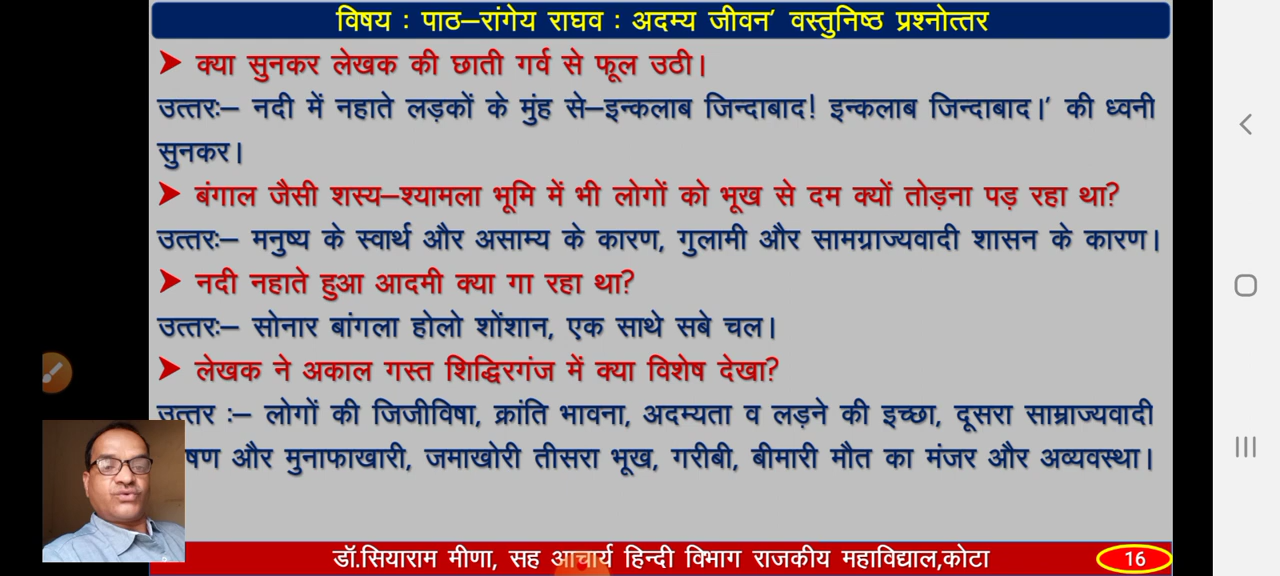 विषय : पाठ–रांगेय राघव : अदम्य जीवन’ वस्तुनिष्ठ प्रश्नोत्तर
➤ क्या सुनकर लेखक की छाती गर्व से फूल उठी।
उत्तरः– नदी में नहाते लड़कों के मुंह से–इन्कलाब जिन्दाबाद! इन्कलाब जिन्दाबाद।’ की ध्वनी
सुनकर।
➤ बंगाल जैसी शस्य–श्यामला भूमि में भी लोगों को भूख से दम क्यों तोड़ना पड़ रहा था?
उत्तरः– मनुष्य के स्वार्थ और असाम्य के कारण, गुलामी और सामग्राज्यवादी शासन के कारण।
➤ नदी नहाते हुआ आदमी क्या गा रहा था?
उत्तरः– सोनार बांगला होलो शोंशान, एक साथे सबे चल।
➤ लेखक ने अकाल गस्त शिद्धिरगंज में क्या विशेष देखा?
उत्तर :– लोगों की जिजीविषा, क्रांति भावना, अदम्यता व लड़ने की इच्छा, दूसरा साम्राज्यवादी
षण और मुनाफाखारी, जमाखोरी तीसरा भूख, गरीबी, बीमारी मौत का मंजर और अव्यवस्था।
डॉ.सियाराम मीणा, सह आचार्य हिन्दी विभाग राजकीय महाविद्याल,कोटा
16